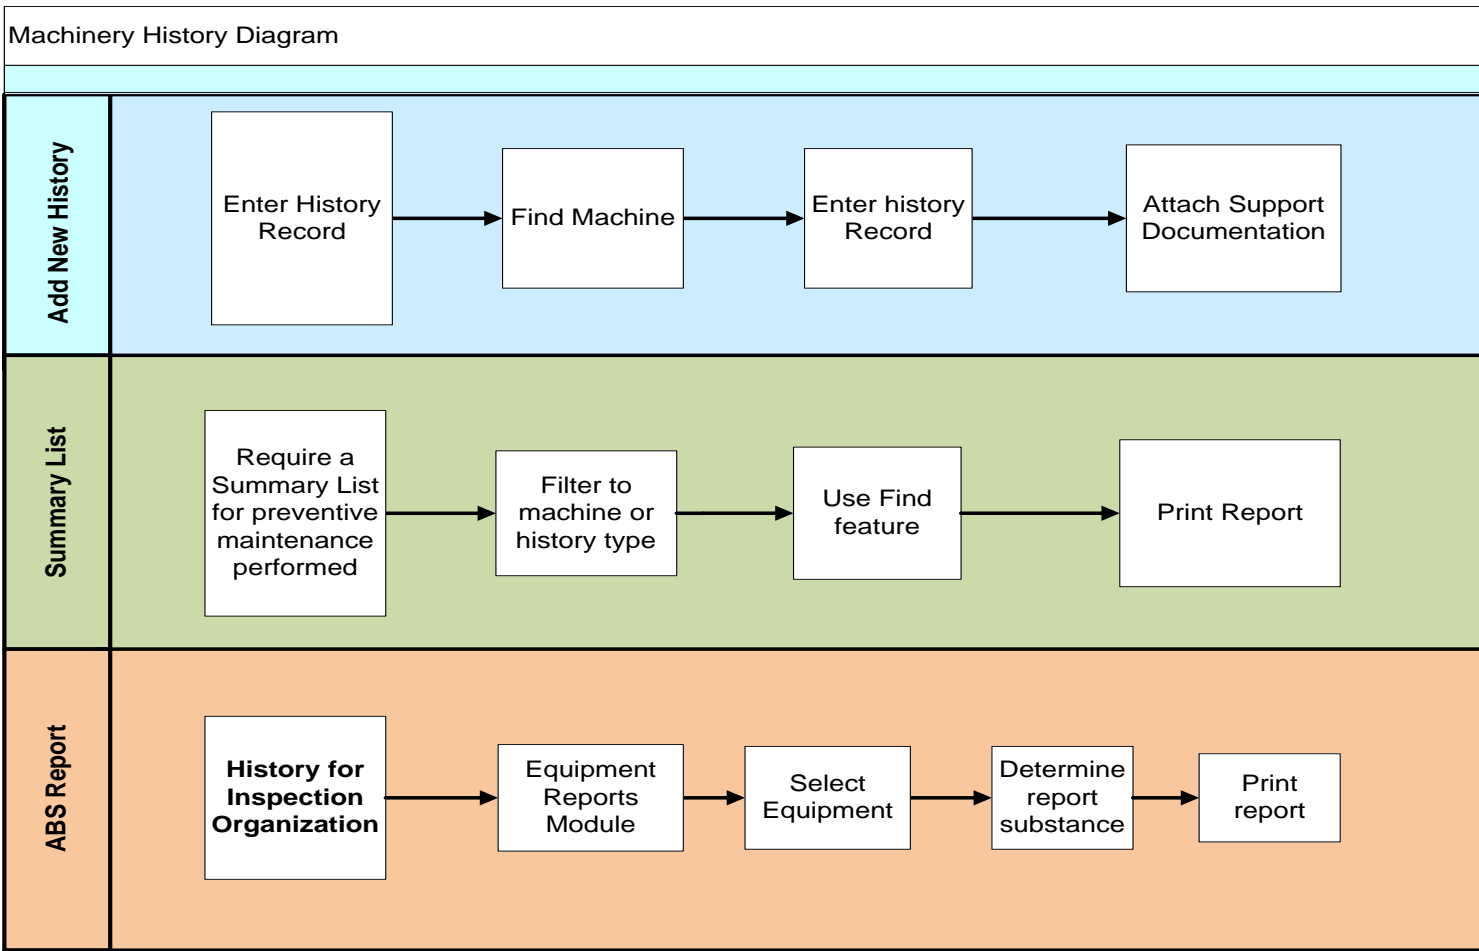 Machinery History Diagram
Add New History
Enter History
Record
Find Machine
Enter history
Record
Attach Support
Documentation
Summary List
Require a
Summary List
for preventive
maintenance
performed
Filter to
machine or
history type
Use Find
feature
Print Report
ABS Report
History for
Inspection
Organization
Equipment
Reports
Module
Select
Equipment
Determine
report
substance
Print
report